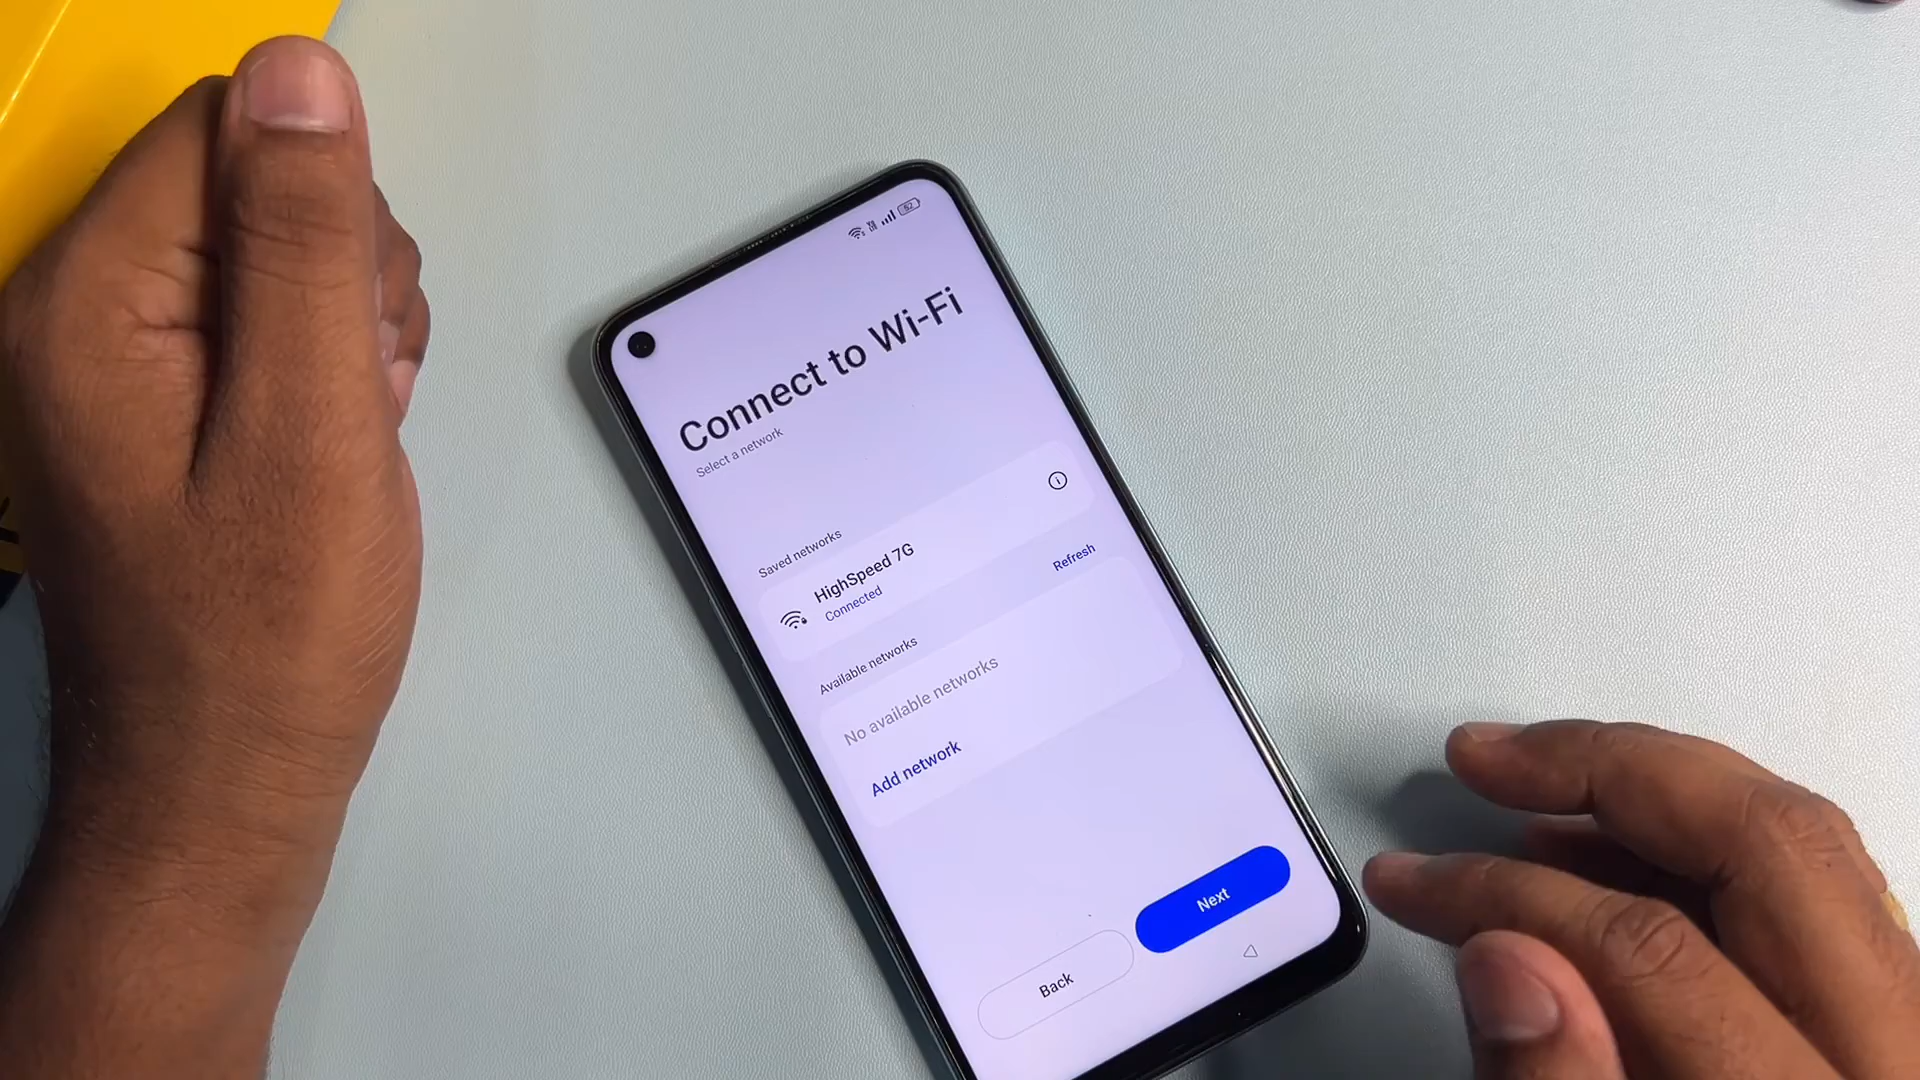 52
Connect to Wi-Fi
Select a network
Saved networks
HighSpeed 7G
Connected
Refresh
Available networks
No available networks
Add network
Next
Back